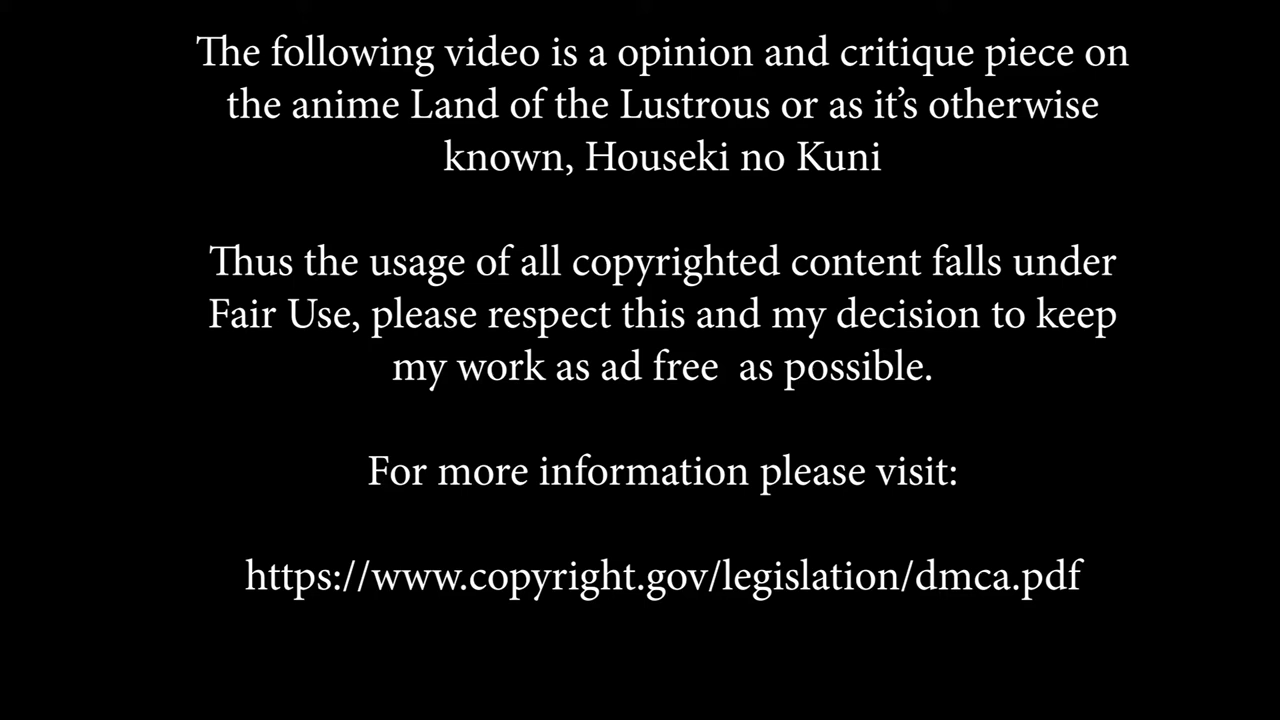 The following video is a opinion and critique piece on
the anime Land of the Lustrous or as it’s otherwise
known, Houseki no Kuni
Thus the usage of all copyrighted content falls under
Fair Use, please respect this and my decision to keep
my work as ad free  as possible.
For more information please visit:
https://www.copyright.gov/legislation/dmca.pdf